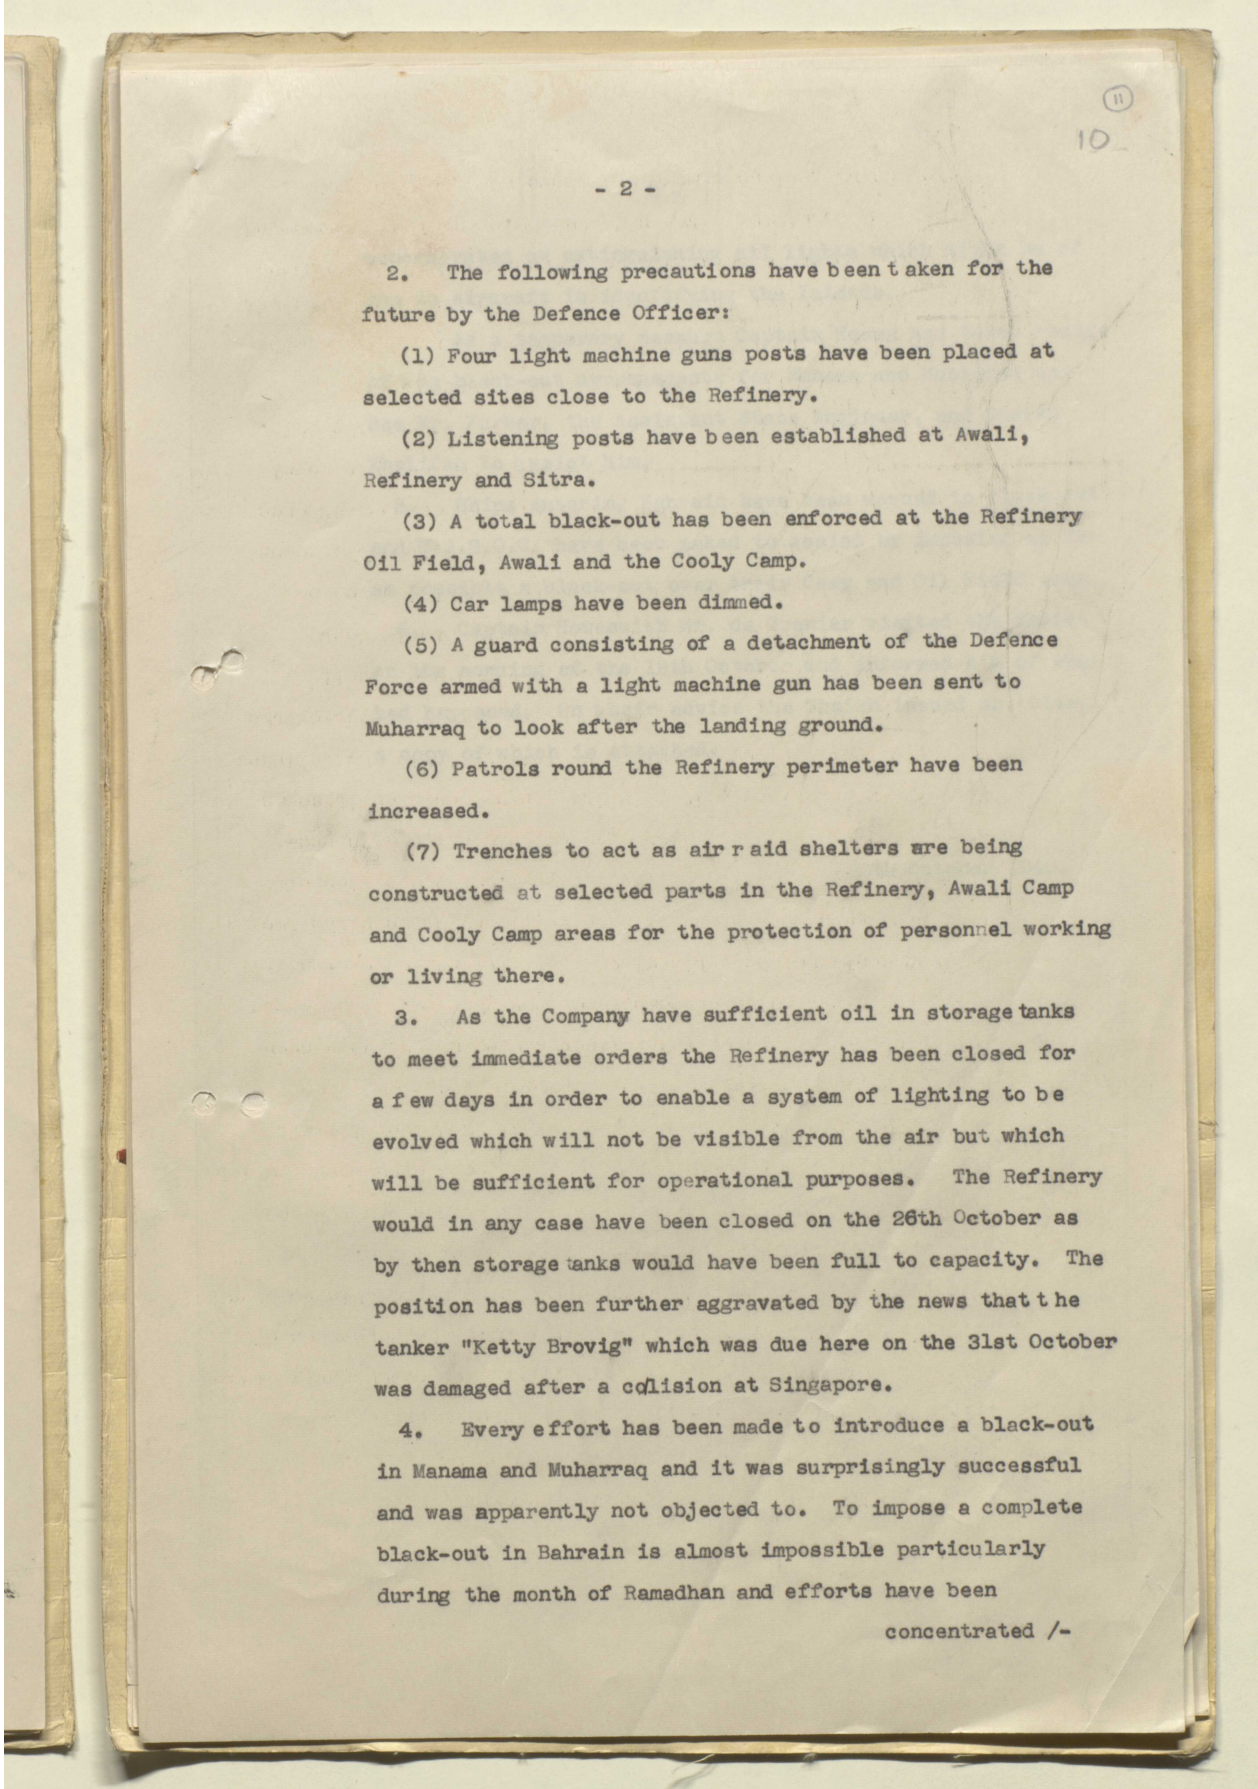 11
10
- 2 -
2. The following precautions have been taken for the
future by the Defence Officer:
(1) Four light machine guns posts have been placed at
selected sites close to the Refinery.
(2) Listening posts have been established at Awali,
Refinery and Sitra.
(3) A total black-out has been enforced at the Refinery
Oil Field, Awali and the Cooly Camp.
(4) Car lamps have been dimmed.
(5) A guard consisting of a detachment of the Defence
Force armed with a light machine gun has been sent to
Muharraq to look after the landing ground.
(6) Patrols round the Refinery perimeter have been
increased.
(7) Trenches to act as air raid shelters are being
constructed at selected parts in the Refinery, Awali Camp
and Cooly Camp areas for the protection of personnel working
or living there.
3. As the Company have sufficient oil in storage tanks
to meet immediate orders the Refinery has been closed for
a few days in order to enable a system of lighting to be
evolved which will not be visible from the air but which
will be sufficient for operational purposes. The Refinery
would in any case have been closed on the 26th October as
by then storage tanks would have been full to capacity. The
position has been further aggravated by the news that the
tanker "Ketty Brovig" which was due here on the 31st October
was damaged after a collision at Singapore.
4. Every effort has been made to introduce a black-out
in Manama and Muharraq and it was surprisingly successful
and was apparently not objected to. To impose a complete
black-out in Bahrain is almost impossible particularly
during the month of Ramadhan and efforts have been
concentrated /-